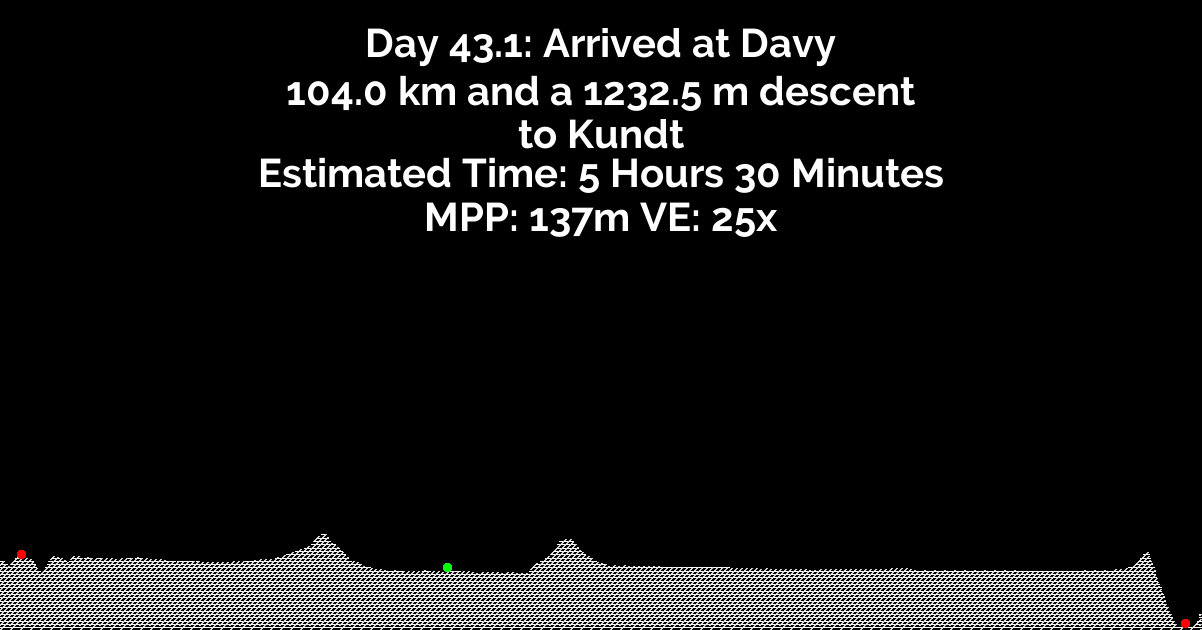 Day 43.1: Arrived at Davy
104.0 km and a 1232.5 m descent
to Kundt
Estimated Time: 5 Hours 30 Minutes
MPP: 137m VE: 25x